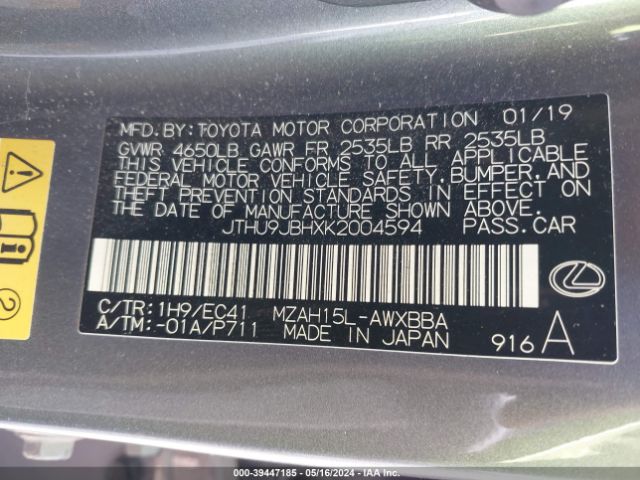 MFD.BY: TOYOTA MOTOR CORPORATION 01/19
GVWR 4650LB GAWR FR 2535LB RR 2535LB
THIS VEHICLE CONFORMS TO ALL APPLICABLE
FEDERAL MOTOR VEHICLE SAFETY,BUMPER,AND
THEFT PREVENTION STANDARDS IN EFFECT ON
THE DATE OF MANUFACTURE SHOWN ABOVE.
JTHU9JBHXK2004594 PASS.CAR
C/TR: 1H9/EC41 MZAH15L-AWXBBA
A/TM: -01A/P711 MADE IN JAPAN 916 A
000-39447185 - 05/16/2024 - IAA Inc.